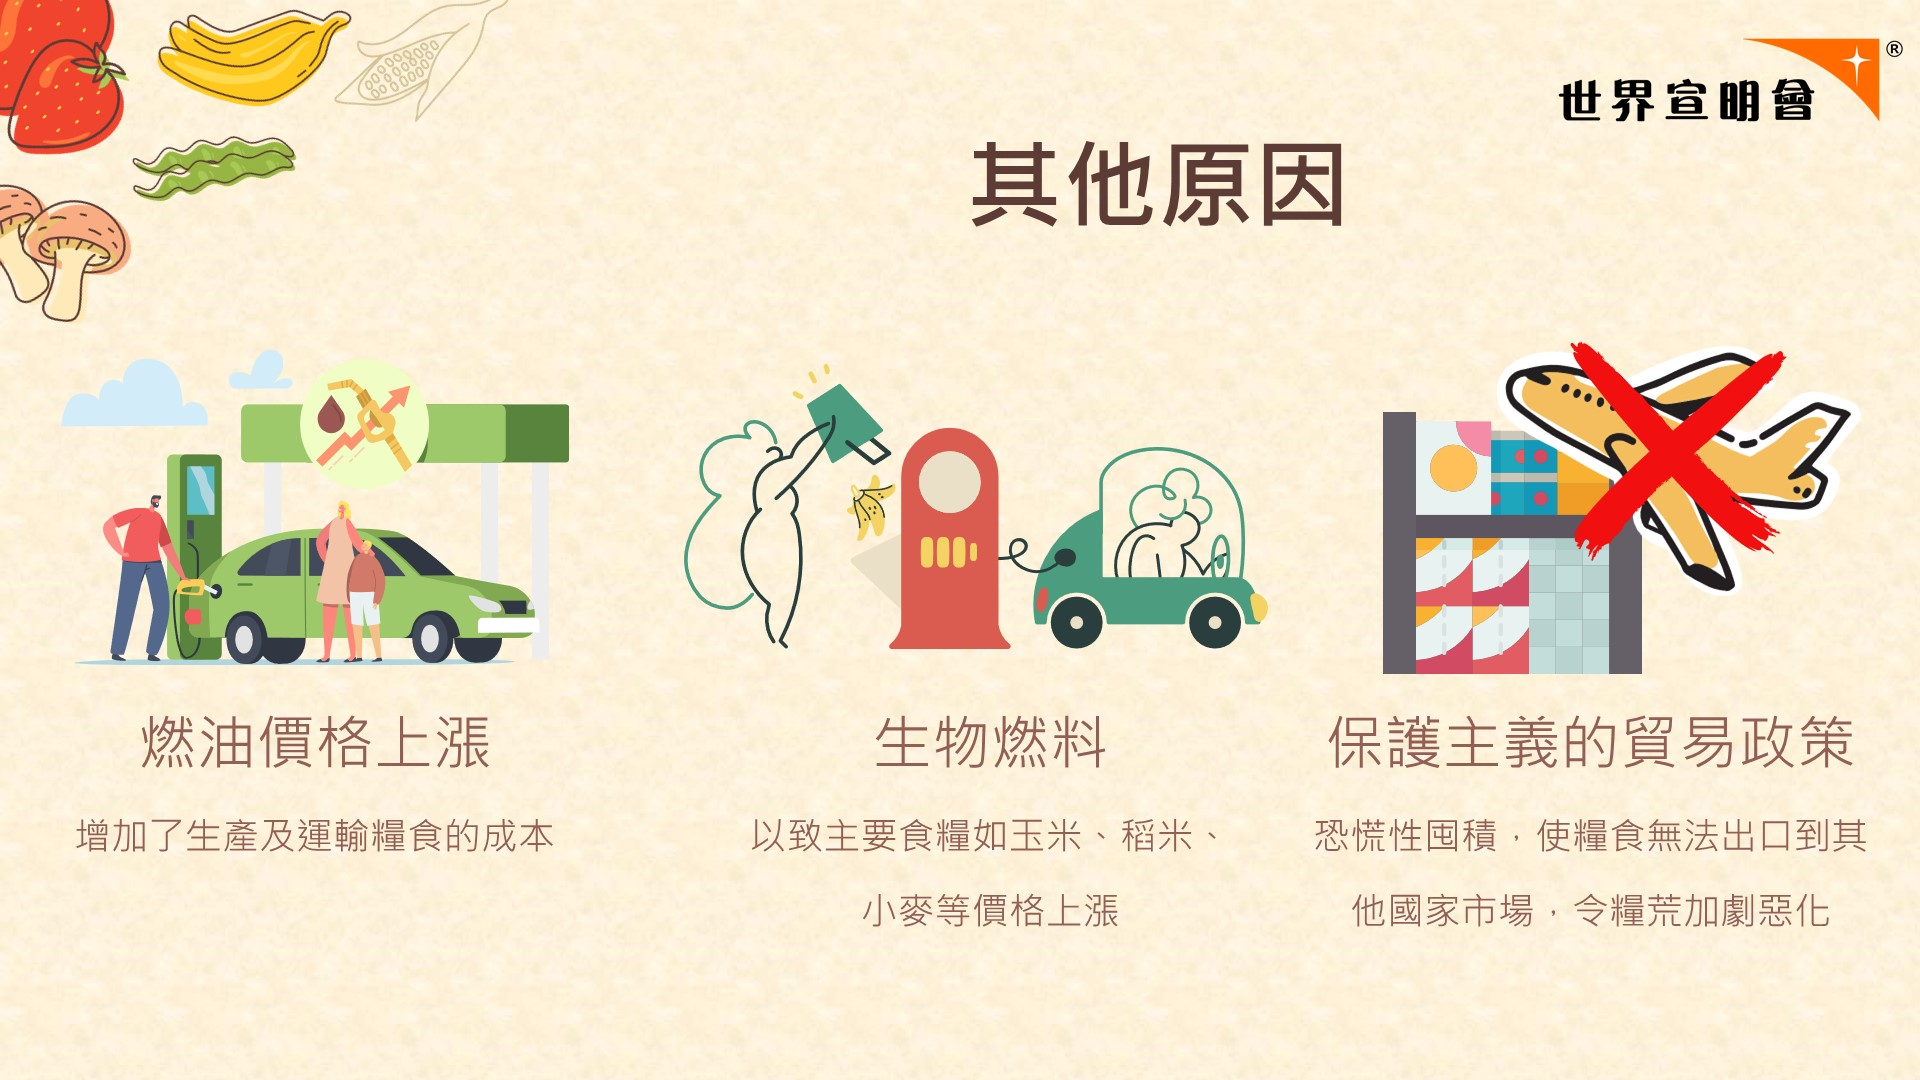 世界宣明會®
其他原因
燃油價格上漲
增加了生產及運輸糧食的成本
生物燃料
以致主要食糧如玉米、稻米、
小麥等價格上漲
保護主義的貿易政策
恐慌性囤積，使糧食無法出口到其
他國家市場，令糧荒加劇惡化